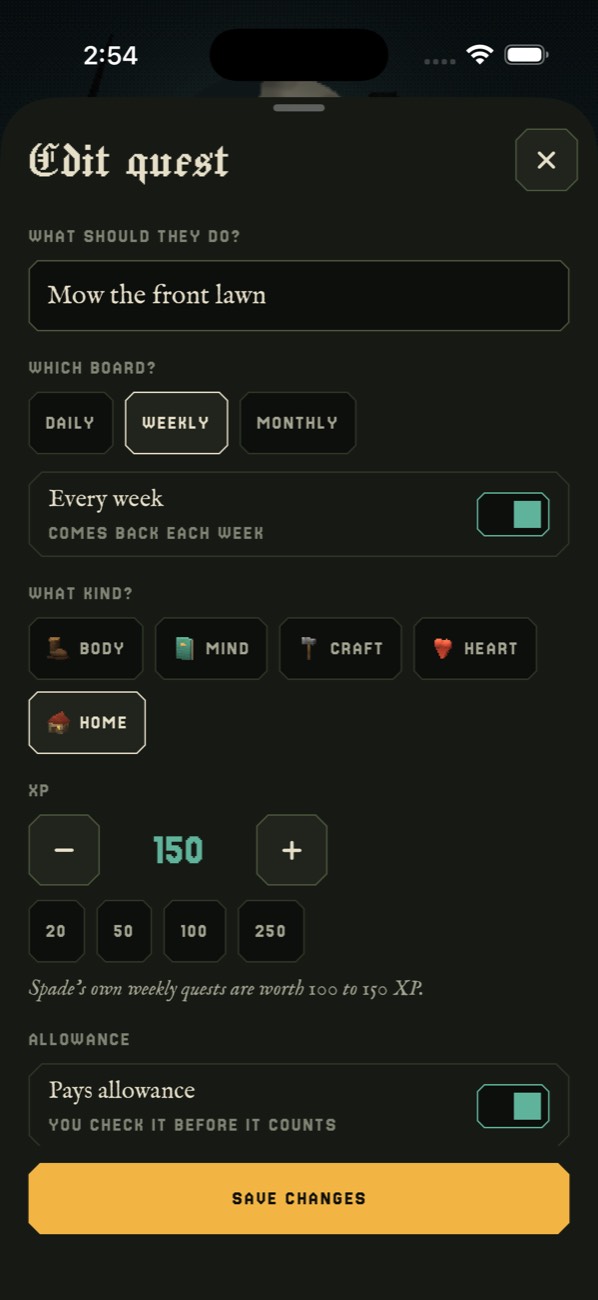 2:54
Edit quest
WHAT SHOULD THEY DO?
Mow the front lawn
WHICH BOARD?
DAILY WEEKLY MONTHLY
Every week
COMES BACK EACH WEEK
WHAT KIND?
BODY MIND CRAFT HEART
HOME
XP
− 150 +
20 50 100 250
Spade's own weekly quests are worth 100 to 150 XP.
ALLOWANCE
Pays allowance
YOU CHECK IT BEFORE IT COUNTS
SAVE CHANGES